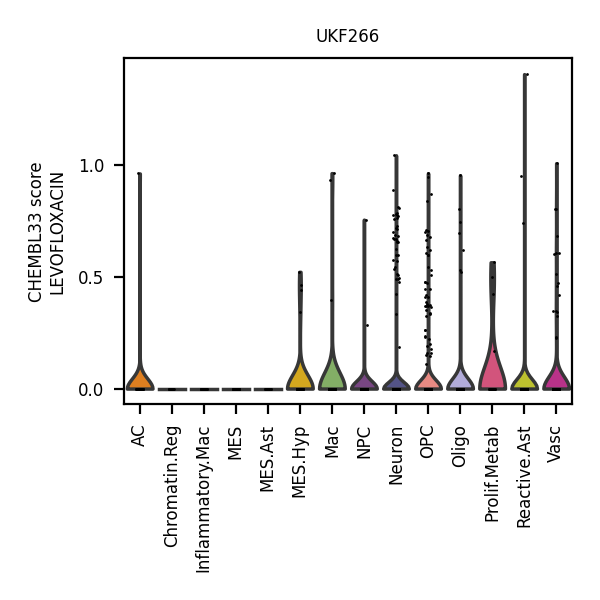 UKF266
CHEMBL33 score
LEVOFLOXACIN
1.0
0.5
0.0
AC
Chromatin.Reg
Inflammatory.Mac
MES
MES.Ast
MES.Hyp
Mac
NPC
Neuron
OPC
Oligo
Prolif.Metab
Reactive.Ast
Vasc